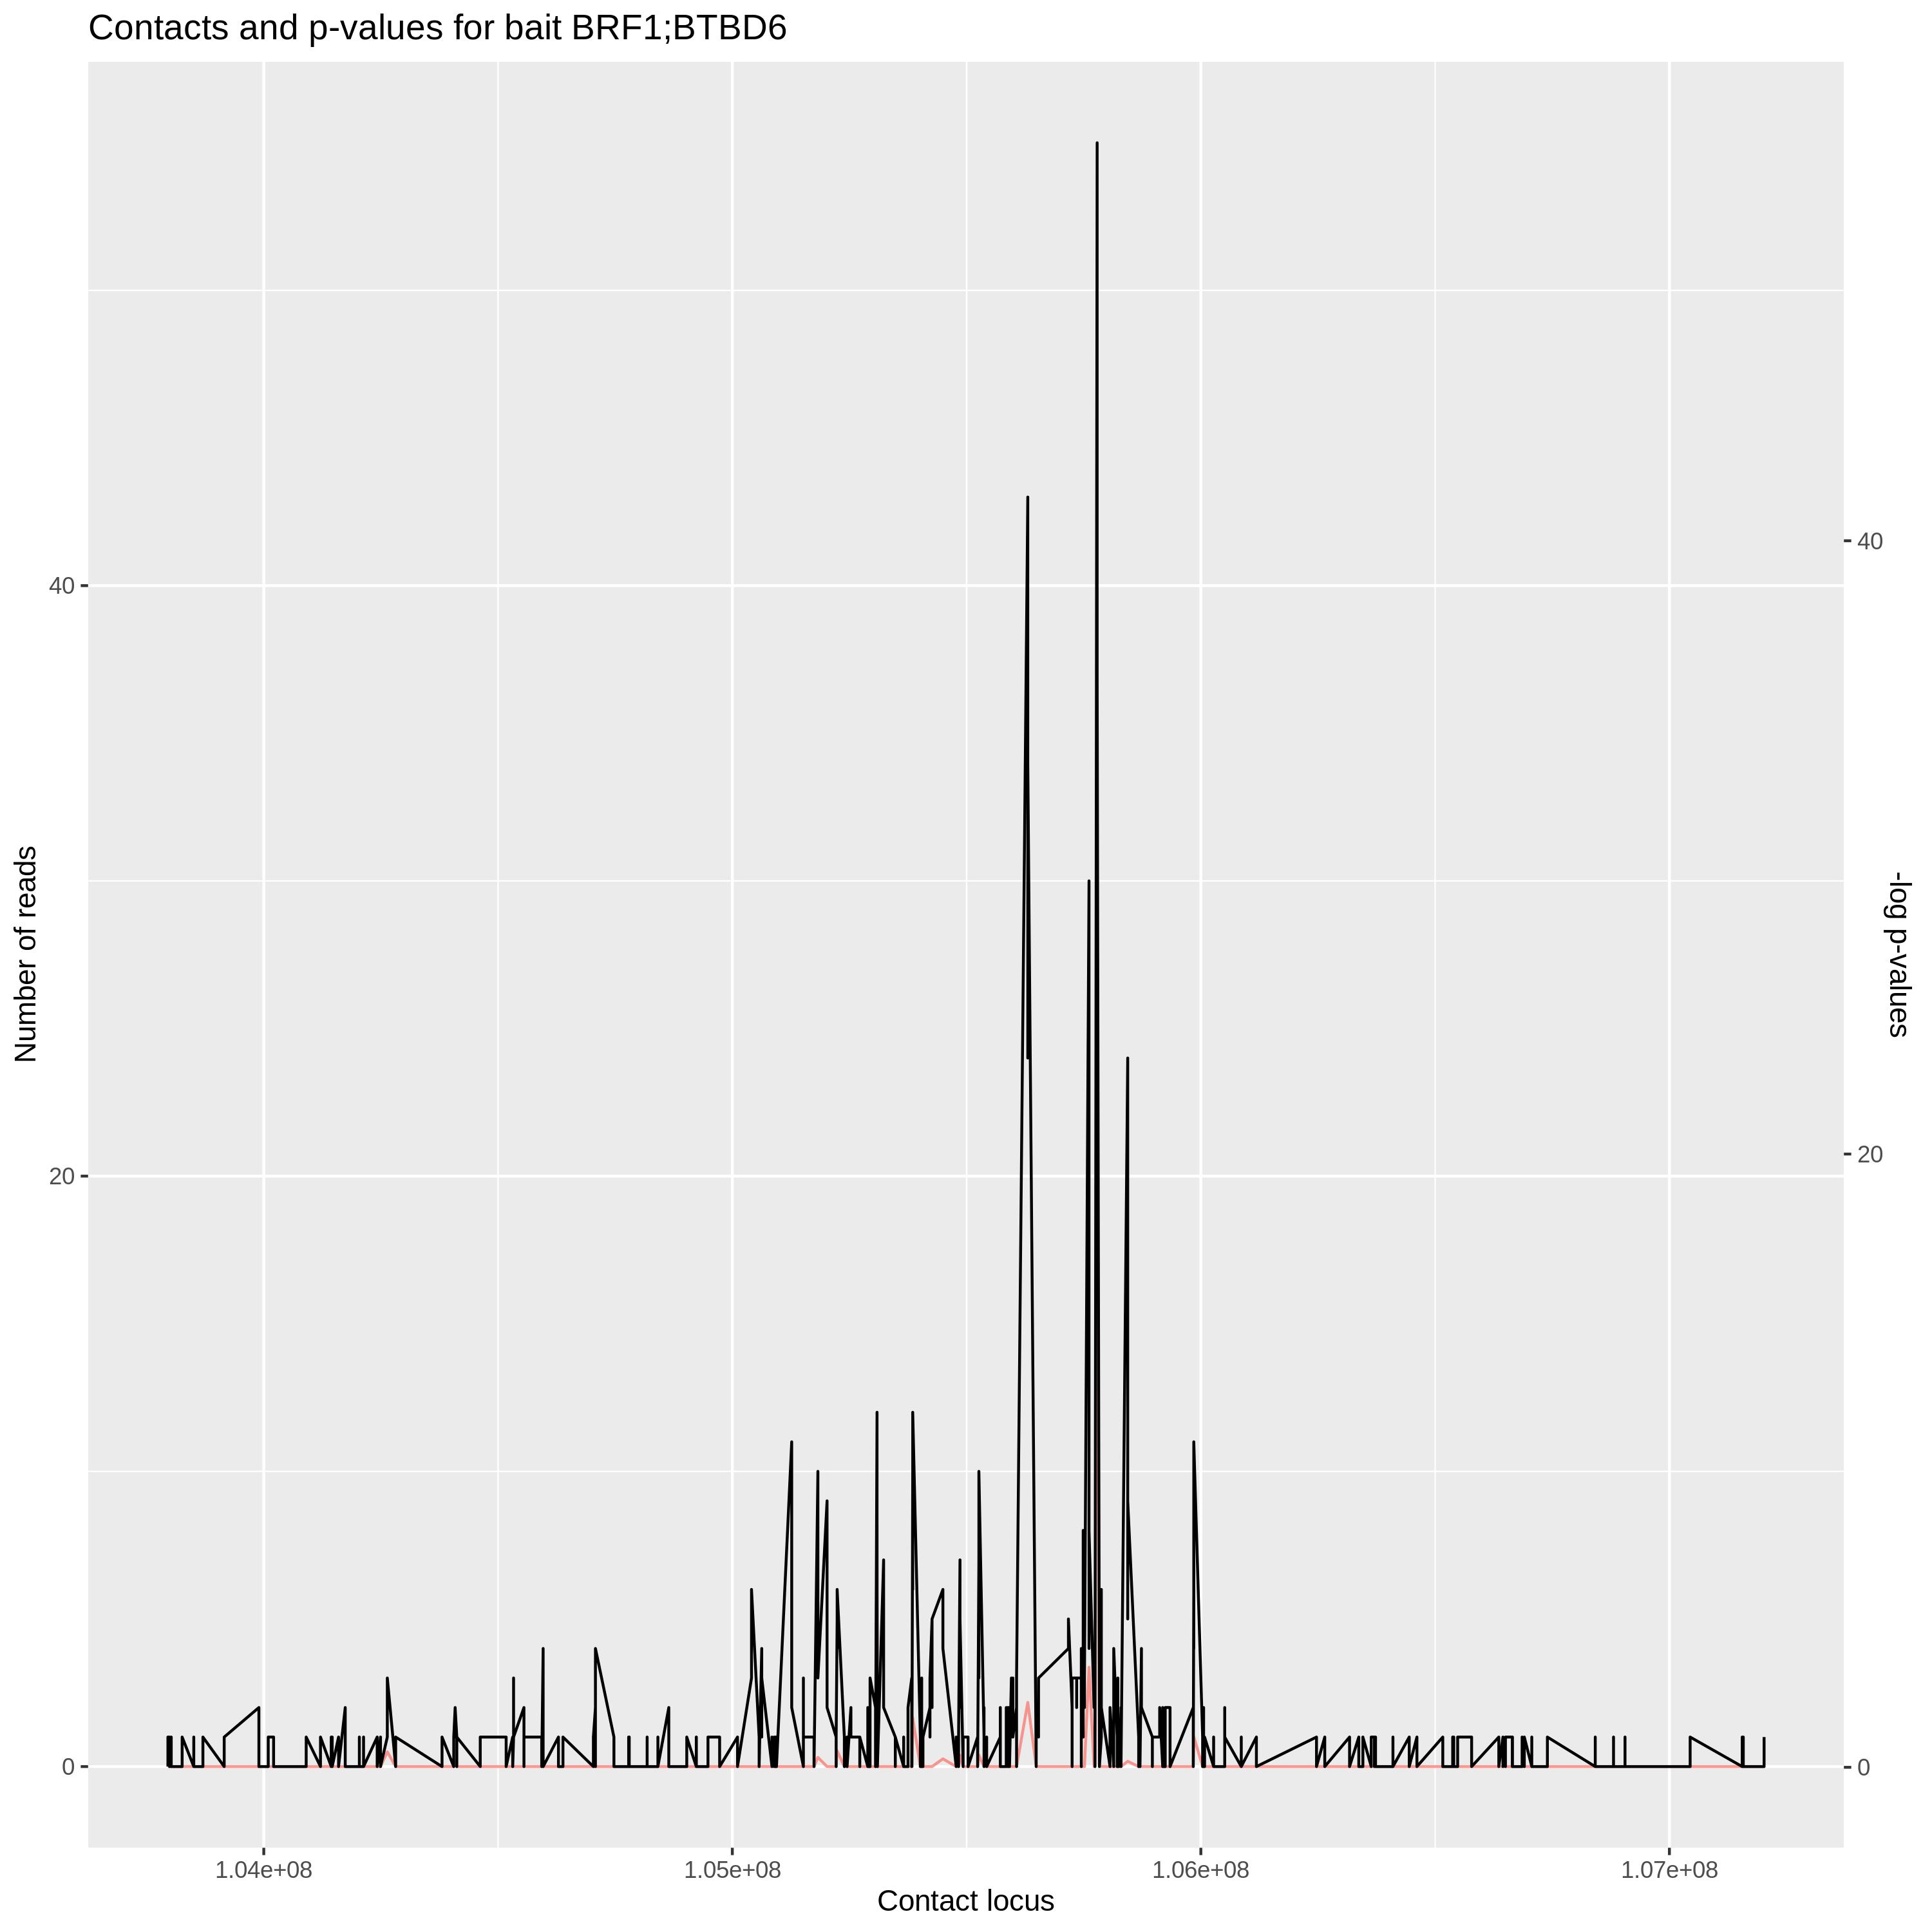 Contacts and p-values for bait BRF1;BTBD6
Number of reads
40
20
0
40
20
0
-log p-values
1.04e+08
1.05e+08
1.06e+08
1.07e+08
Contact locus